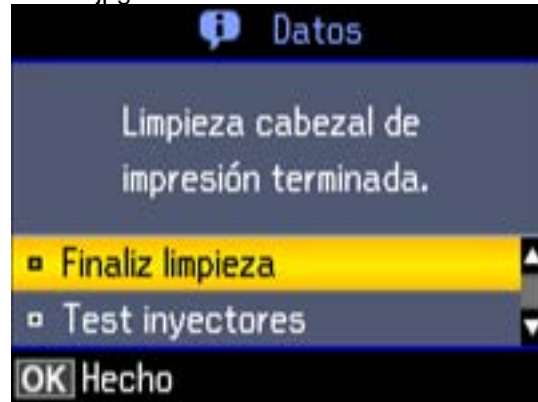 Datos
Limpieza cabezal de
impresión terminada.
Finaliz limpieza
Test inyectores
OK Hecho